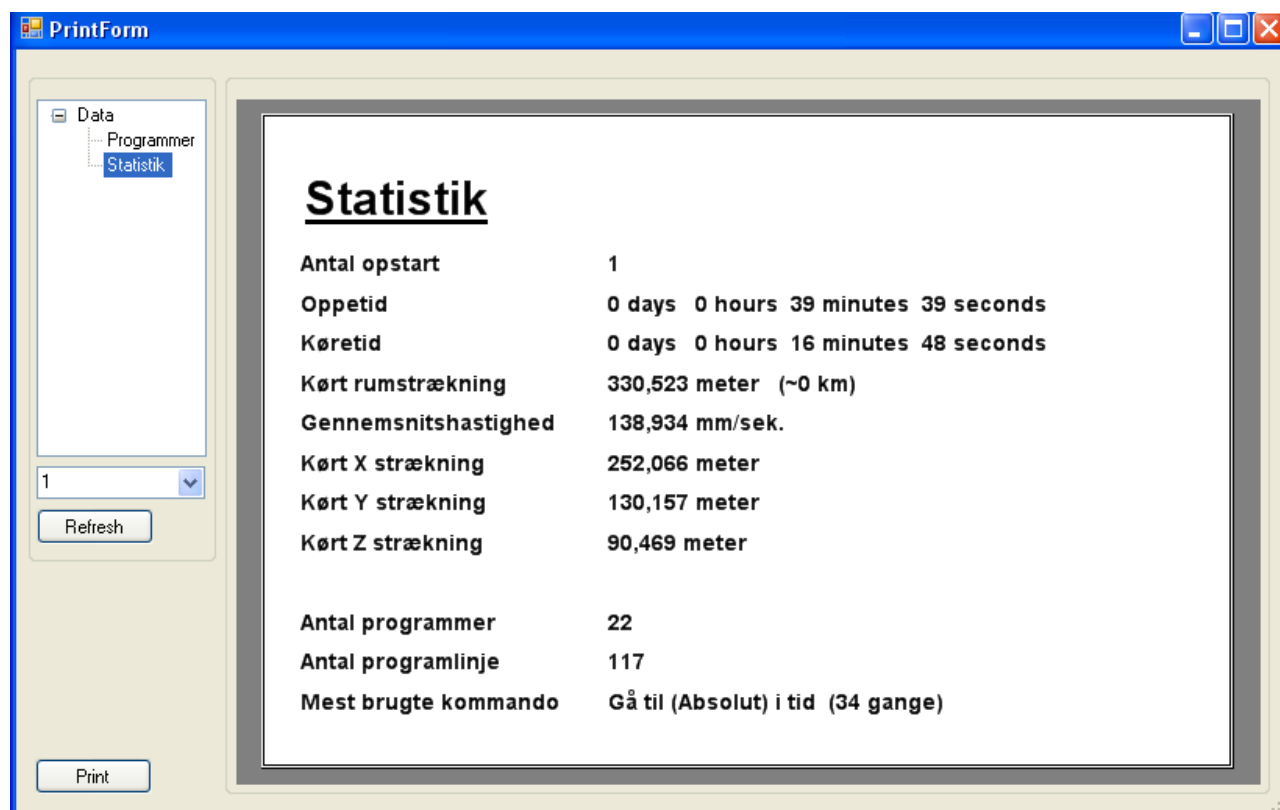 PrintForm
Data
Programmer
Statistik
1
Refresh
Print
Statistik
Antal opstart 1
Oppetid 0 days 0 hours 39 minutes 39 seconds
Køretid 0 days 0 hours 16 minutes 48 seconds
Kørt rumstrækning 330,523 meter (~0 km)
Gennemsnitshastighed 138,934 mm/sek.
Kørt X strækning 252,066 meter
Kørt Y strækning 130,157 meter
Kørt Z strækning 90,469 meter
Antal programmer 22
Antal programlinje 117
Mest brugte kommando Gå til (Absolut) i tid (34 gange)